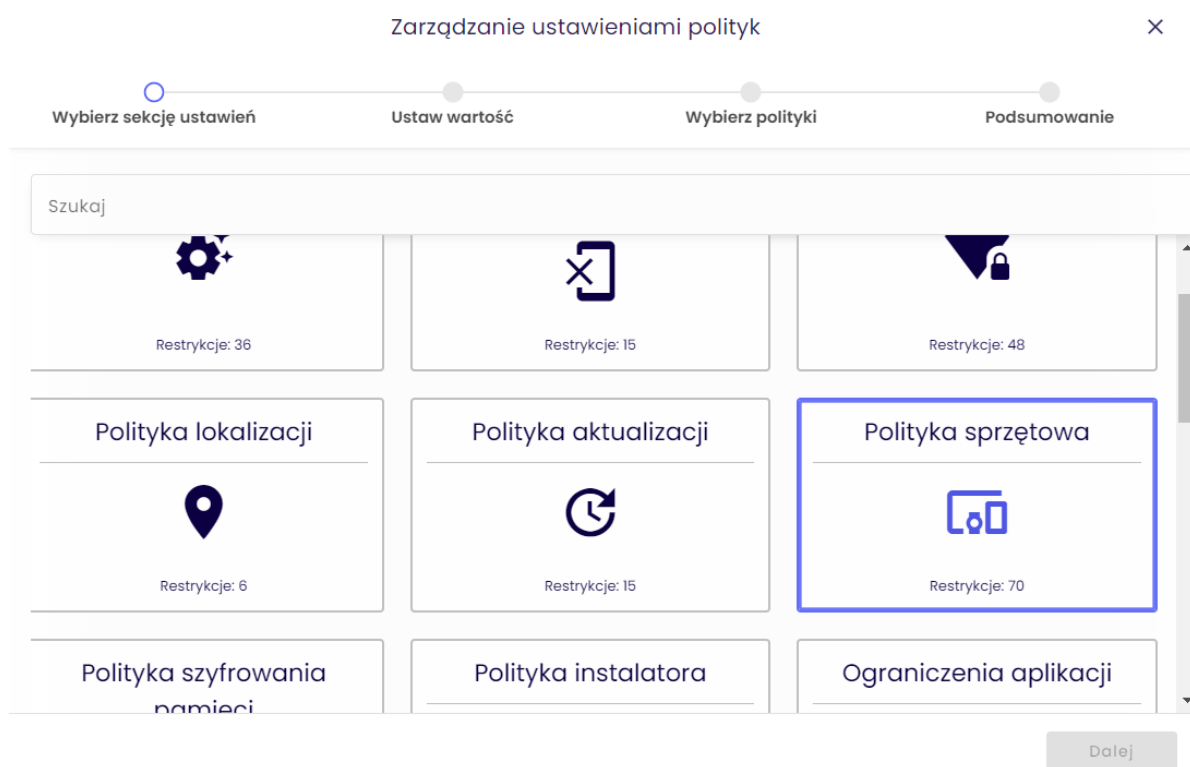 Zarządzanie ustawieniami polityk
Wybierz sekcję ustawień
Ustaw wartość
Wybierz polityki
Podsumowanie
Szukaj
Restrykcje: 36
Restrykcje: 15
Restrykcje: 48
Polityka lokalizacji
Polityka aktualizacji
Polityka sprzętowa
Restrykcje: 6
Restrykcje: 15
Restrykcje: 70
Polityka szyfrowania
pamięci
Polityka instalatora
Ograniczenia aplikacji
Dalej